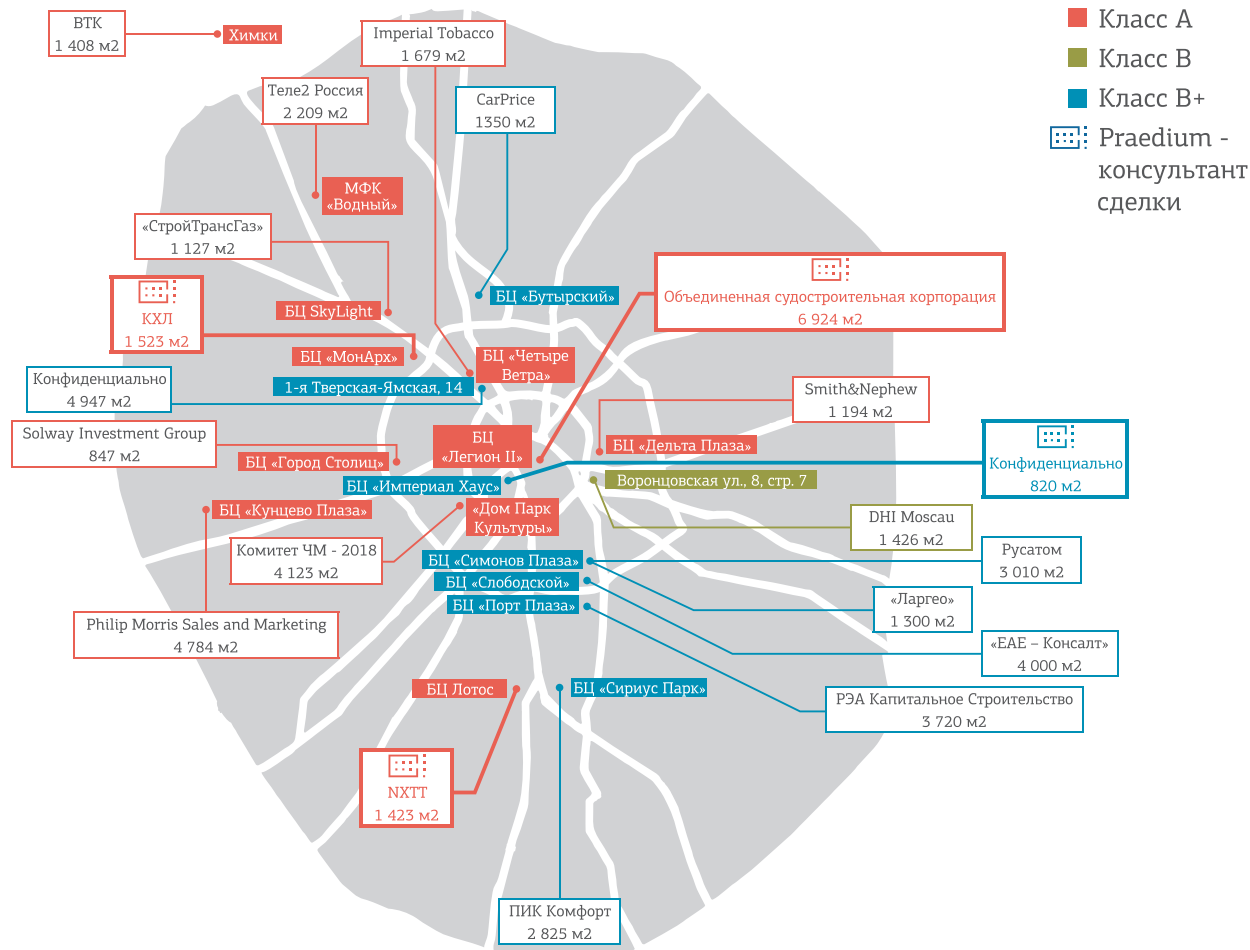 ВТК
1 408 м2
Химки
Imperial Tobacco
1 679 м2
Теле2 Россия
2 209 м2
CarPrice
1350 м2
Класс А
Класс В
Класс В+
Praedium -
консультант
сделки
МФК
«Водный»
«СтройТрансГаз»
1 127 м2
БЦ SkyLight
БЦ «Бутырский»
Объединенная судостроительная корпорация
6 924 м2
КХЛ
1 523 м2
БЦ «МонАрх»
БЦ «Четыре
Ветра»
Конфиденциально
4 947 м2
1-я Тверская-Ямская, 14
Smith&Nephew
1 194 м2
Solway Investment Group
847 м2
БЦ «Город Столиц»
БЦ
«Легион II»
БЦ «Дельта Плаза»
Конфиденциально
820 м2
БЦ «Империал Хаус»
Воронцовская ул., 8, стр. 7
БЦ «Кунцево Плаза»
«Дом Парк
Культуры»
DHI Moscau
1 426 м2
Комитет ЧМ - 2018
4 123 м2
БЦ «Симонов Плаза»
БЦ «Слободской»
БЦ «Порт Плаза»
Русатом
3 010 м2
«Ларгео»
1 300 м2
Philip Morris Sales and Marketing
4 784 м2
«ЕАЕ – Консалт»
4 000 м2
БЦ Лотос
БЦ «Сириус Парк»
РЭА Капитальное Строительство
3 720 м2
NXTT
1 423 м2
ПИК Комфорт
2 825 м2